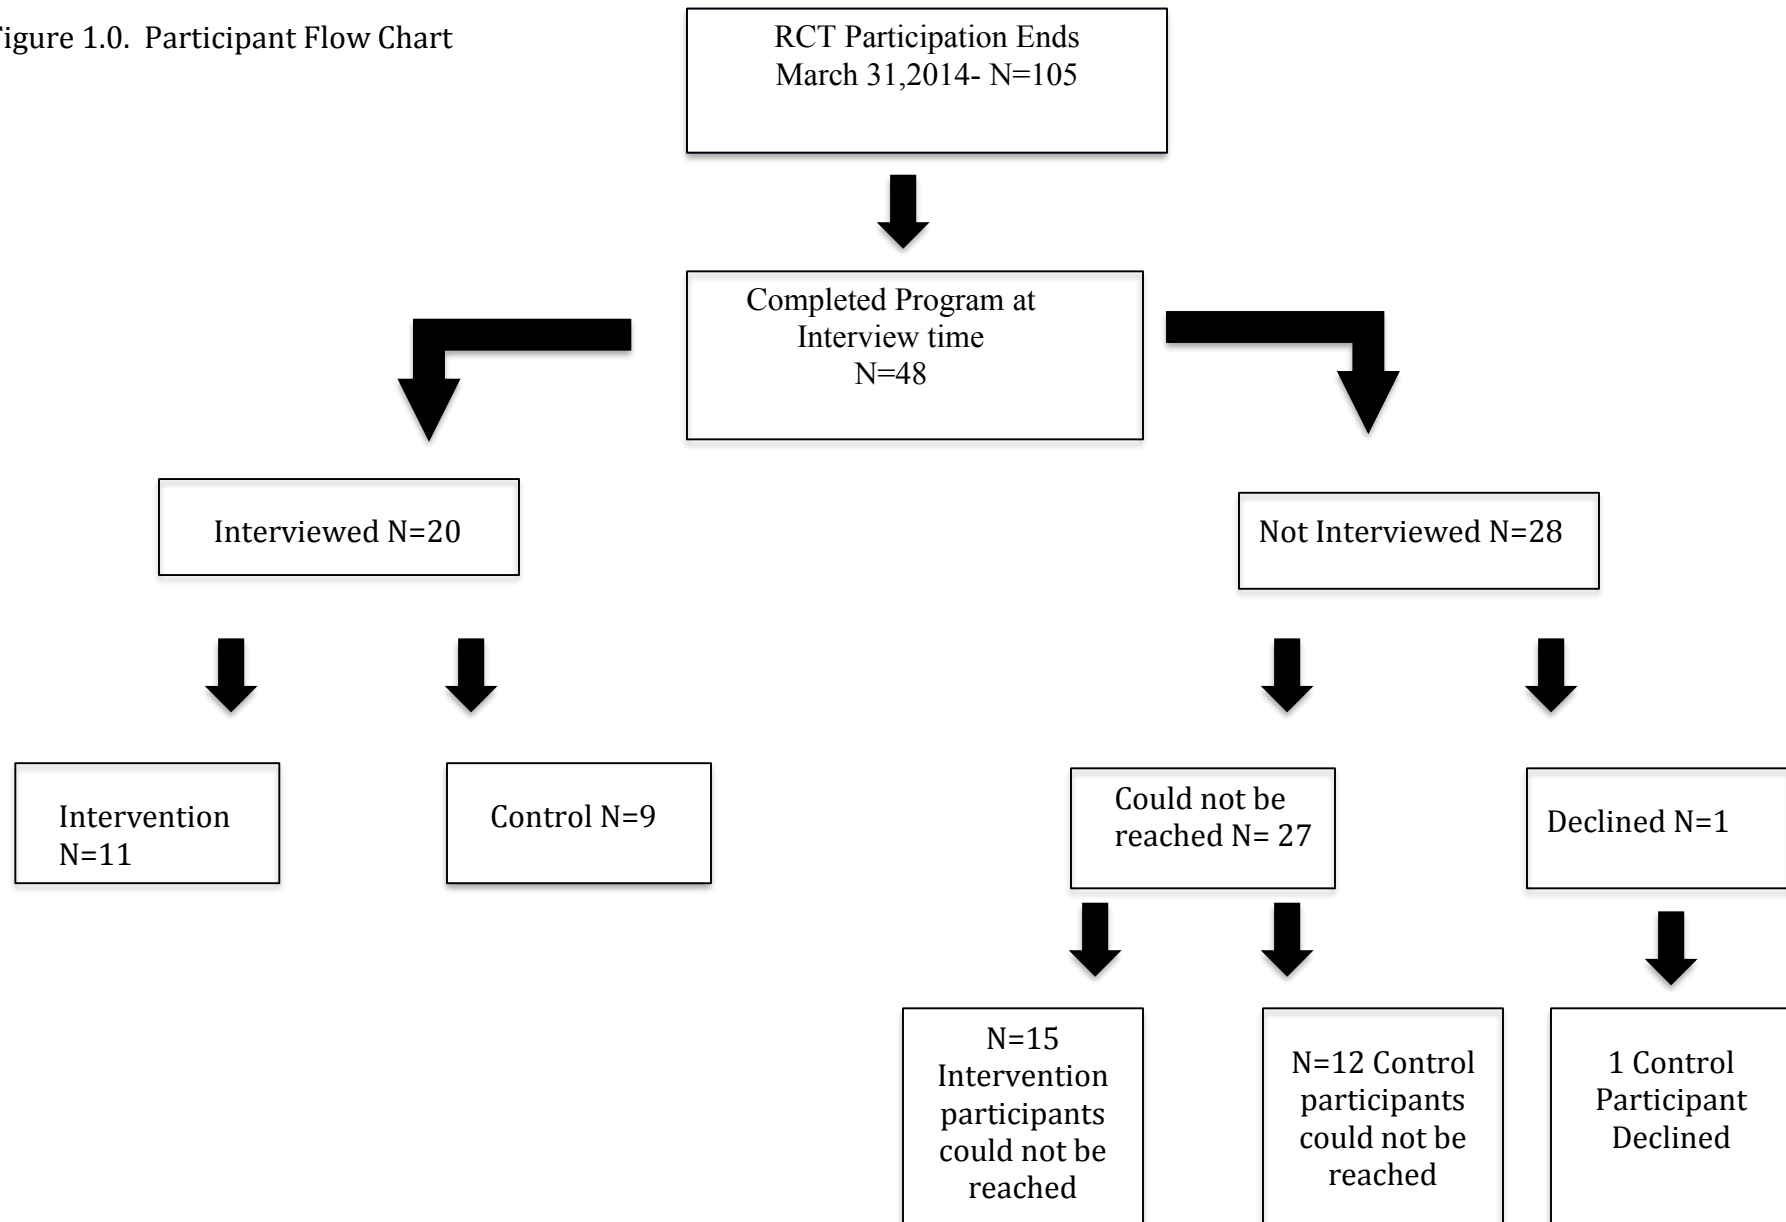 Figure 1.0. Participant Flow Chart
RCT Participation Ends
March 31,2014- N=105
Completed Program at
Interview time
N=48
Interviewed N=20
Not Interviewed N=28
Intervention
N=11
Control N=9
Could not be
reached N= 27
Declined N=1
N=15
Intervention
participants
could not be
reached
N=12 Control
participants
could not be
reached
1 Control
Participant
Declined